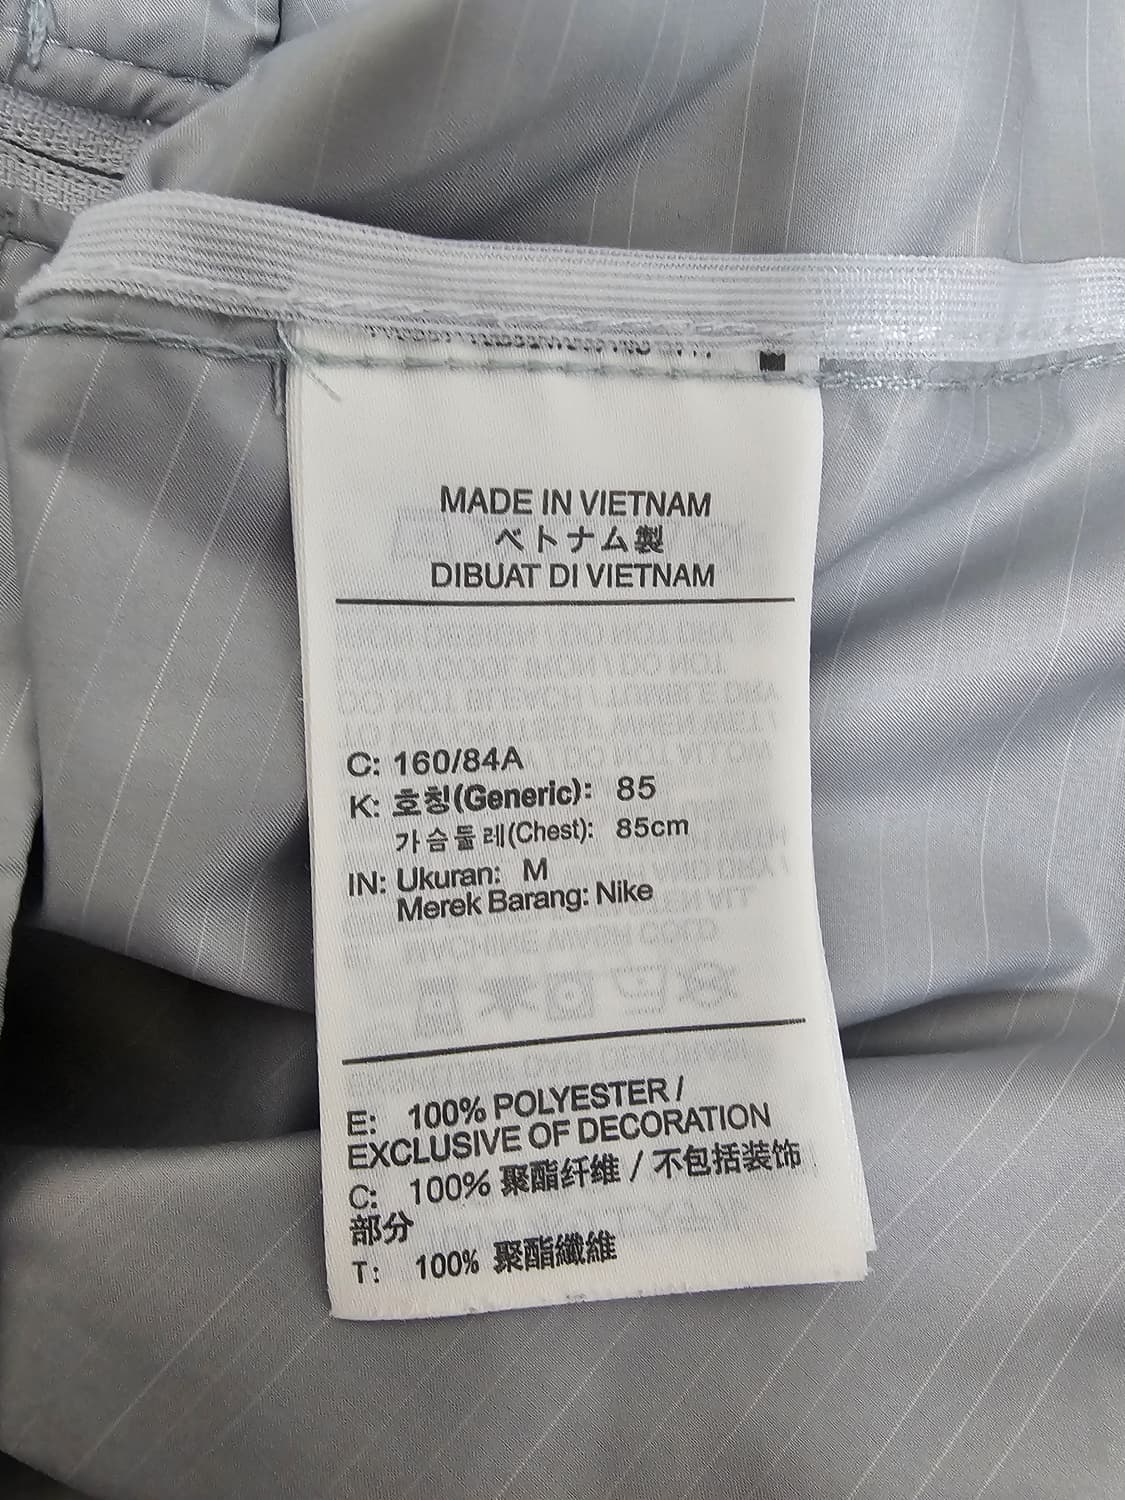 MADE IN VIETNAM
ベトナム製
DIBUAT DI VIETNAM
C: 160/84A
K: 호칭(Generic): 85
가슴둘레(Chest): 85cm
IN: Ukuran: M
Merek Barang: Nike
E: 100% POLYESTER /
EXCLUSIVE OF DECORATION
C: 100% 聚酯纤维 / 不包括装饰
部分
T: 100% 聚酯纖維